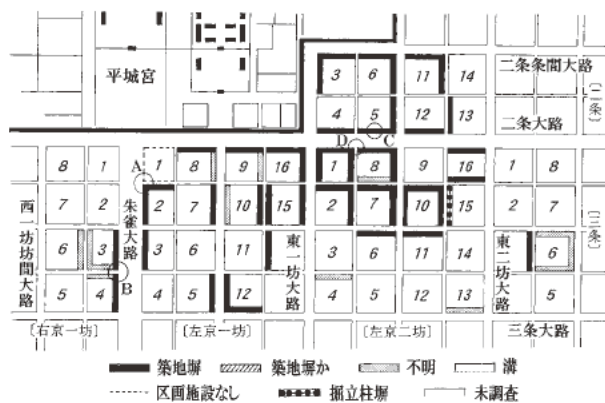 平城宮
3 6 11 14
二条条間大路
〔二条〕
4 5 12 13
二条大路
D C
A
8 1 1 8 9 16 1 8 9 16 1 8
7 2 2 7 10 15 2 7 10 15 2 7
〔三条〕
西一坊坊間大路
朱雀大路
東一坊大路
東二坊大路
6 3 3 6 11 3 6 11 14 6
B
5 4 4 5 12 4 5 12 13 5
〔右京一坊〕 〔左京一坊〕 〔左京二坊〕 三条大路
築地塀 築地塀か 不明 溝
区画施設なし 掘立柱塀 未調査